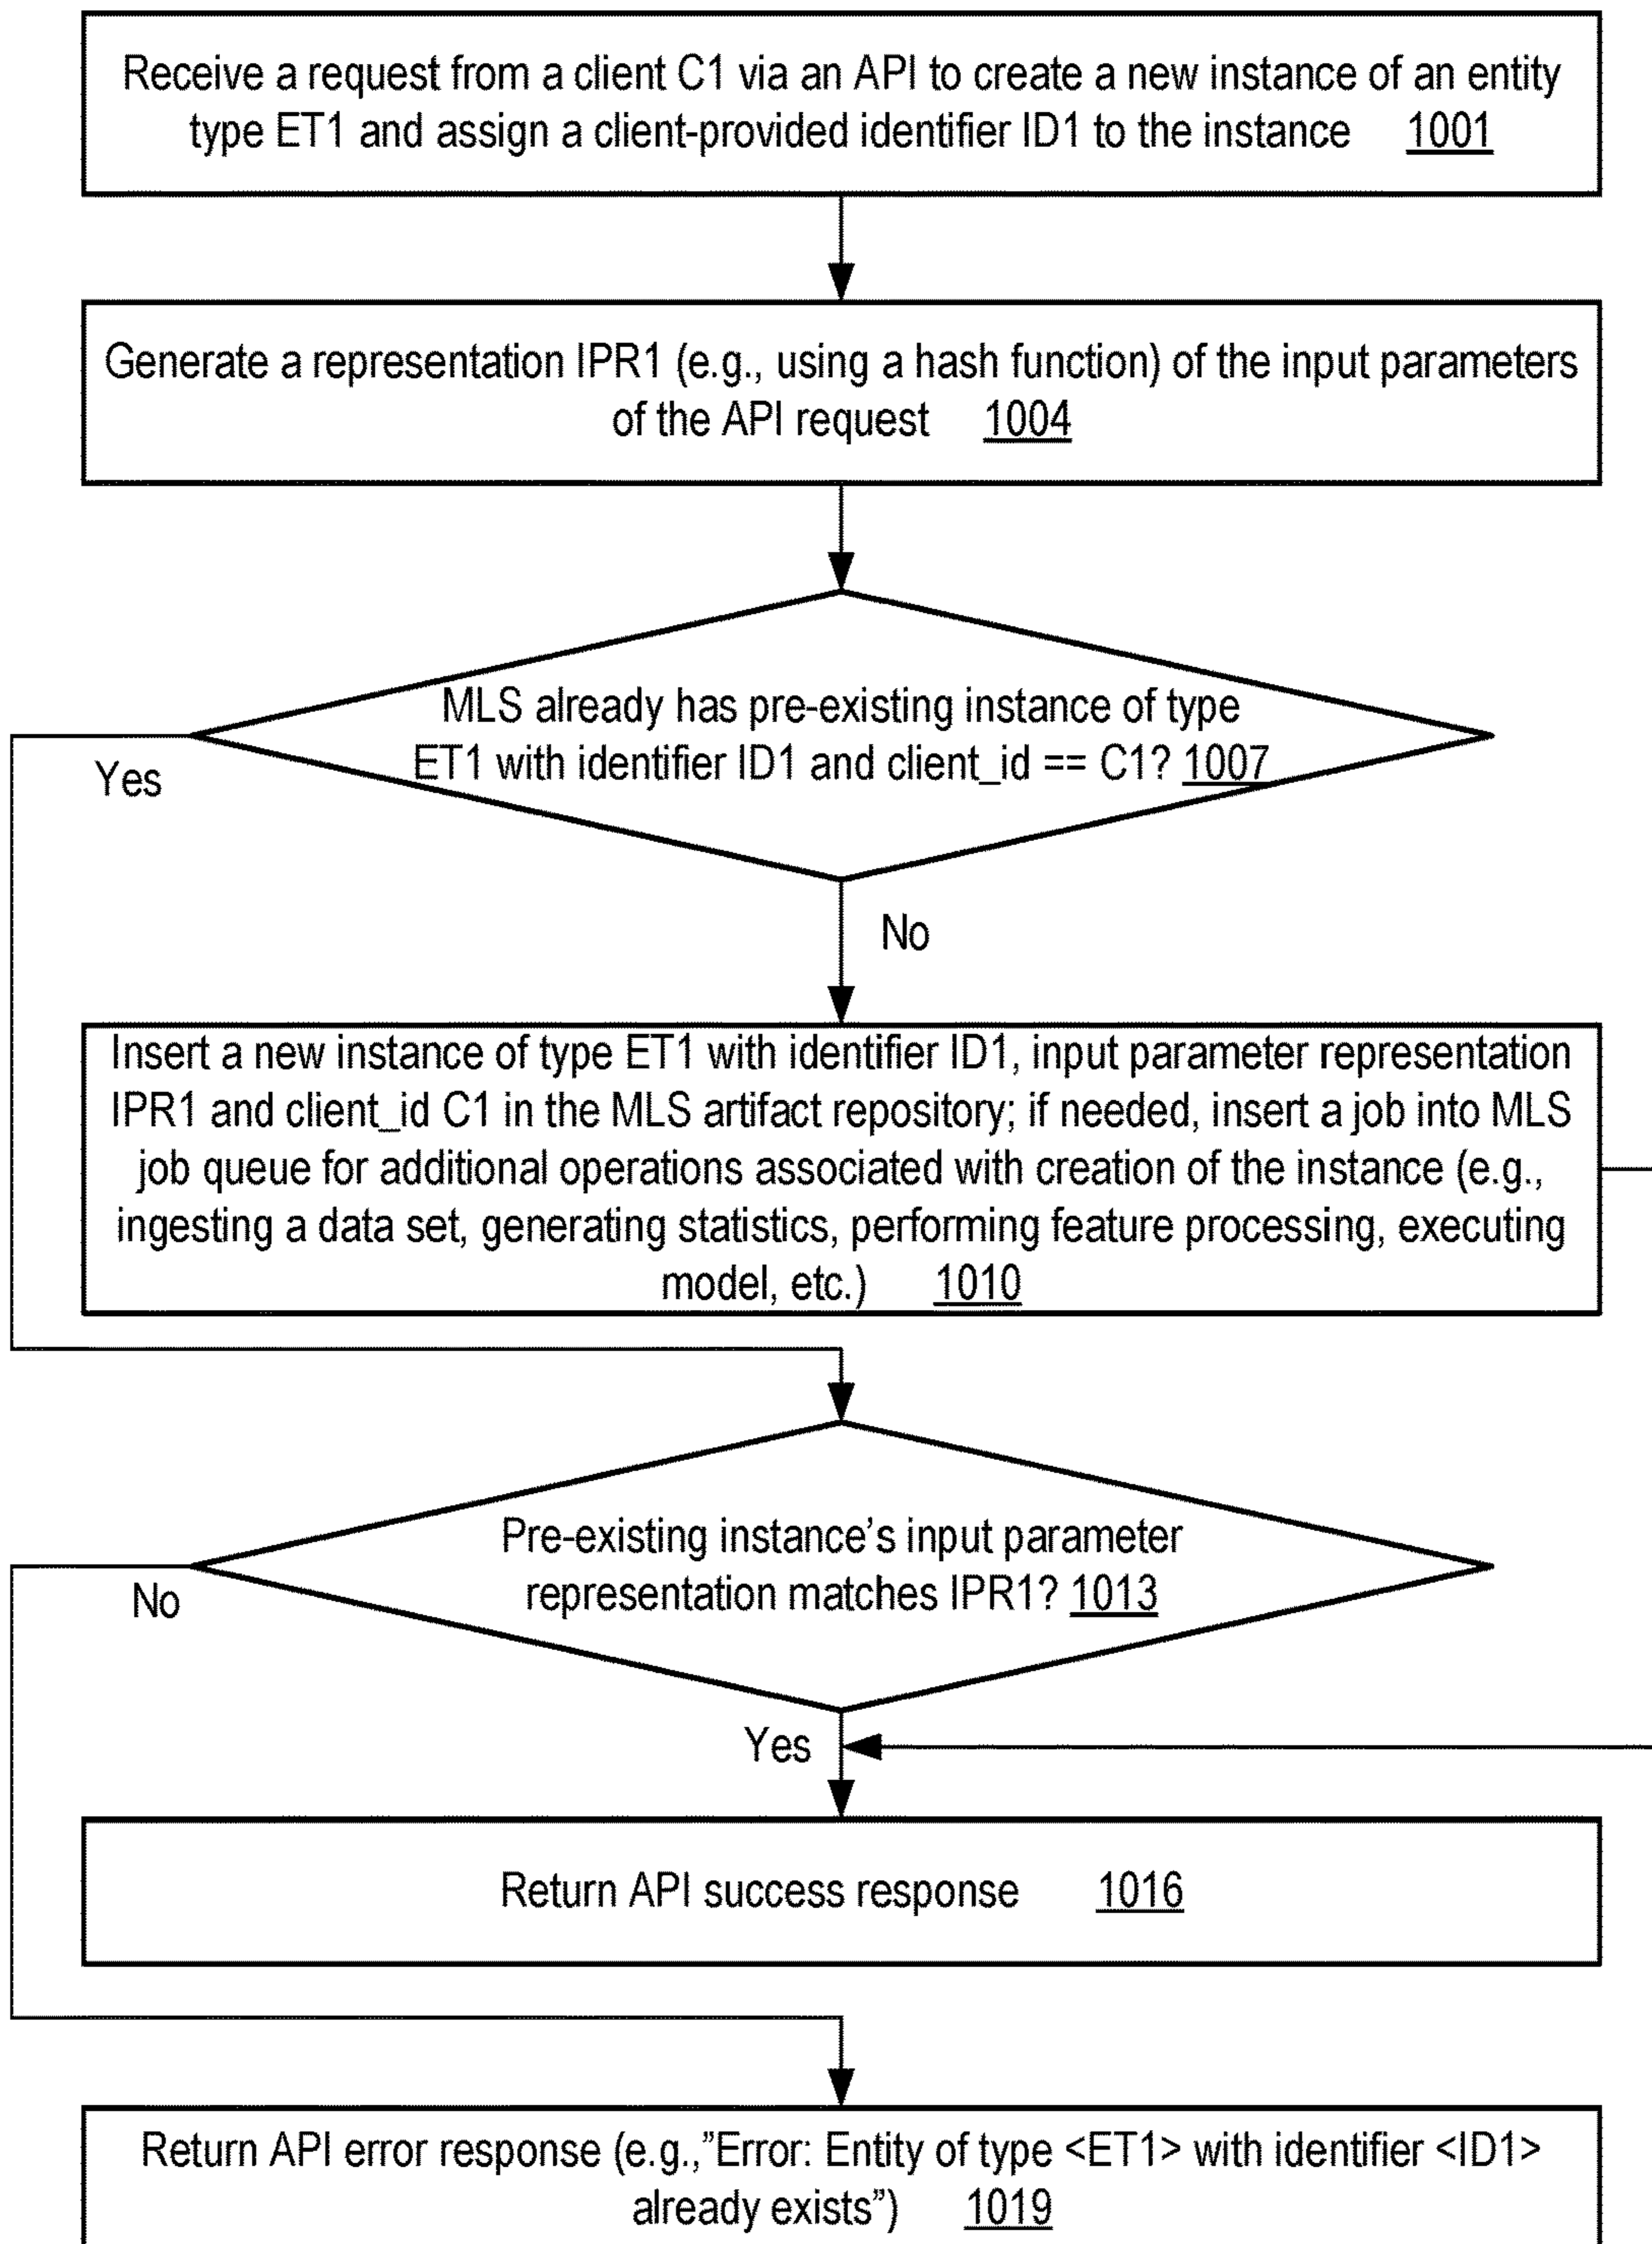 Receive a request from a client C1 via an API to create a new instance of an entity
type ET1 and assign a client-provided identifier ID1 to the instance 1001
Generate a representation IPR1 (e.g., using a hash function) of the input parameters
of the API request 1004
MLS already has pre-existing instance of type
ET1 with identifier ID1 and client_id == C1? 1007
Yes
No
Insert a new instance of type ET1 with identifier ID1, input parameter representation
IPR1 and client_id C1 in the MLS artifact repository; if needed, insert a job into MLS
job queue for additional operations associated with creation of the instance (e.g.,
ingesting a data set, generating statistics, performing feature processing, executing
model, etc.) 1010
Pre-existing instance’s input parameter
representation matches IPR1? 1013
No
Yes
Return API success response 1016
Return API error response (e.g.,”Error: Entity of type <ET1> with identifier <ID1>
already exists”) 1019